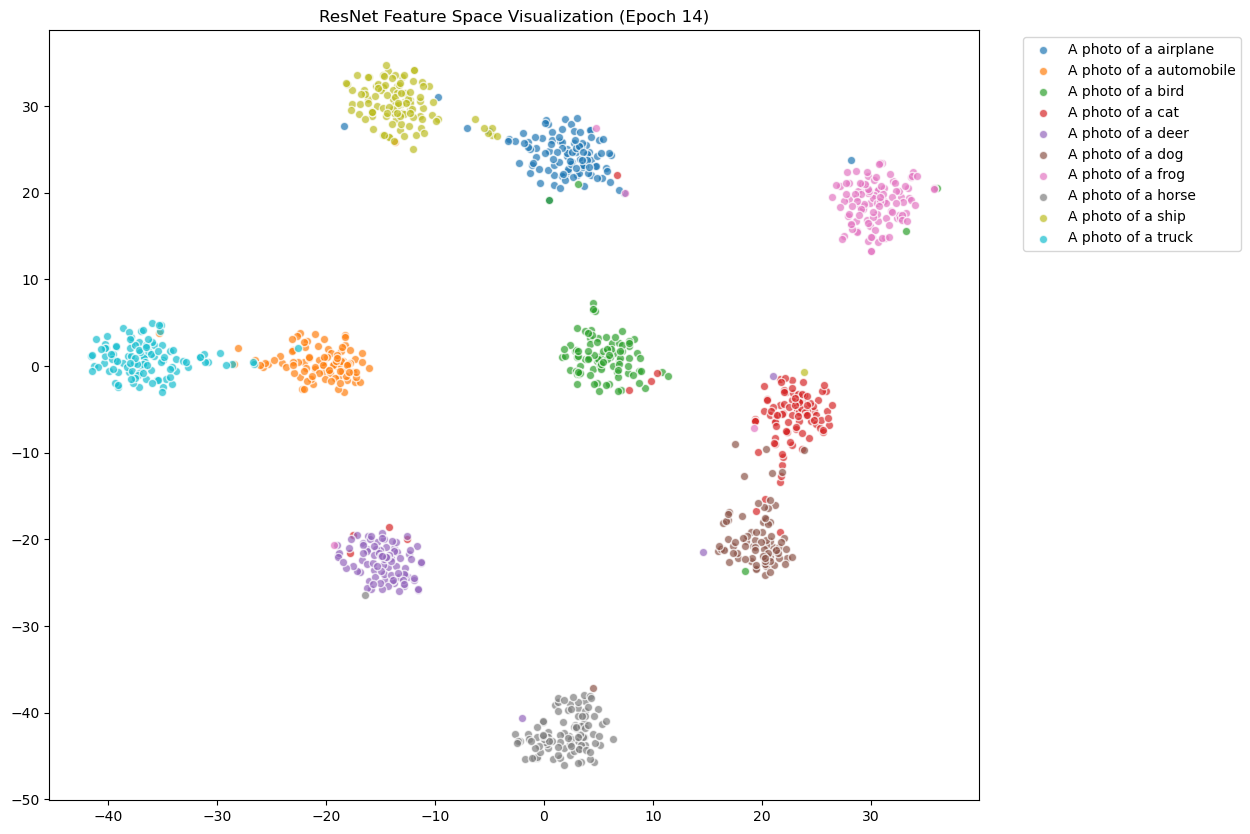 ResNet Feature Space Visualization (Epoch 14)
A photo of a airplane
A photo of a automobile
A photo of a bird
A photo of a cat
A photo of a deer
A photo of a dog
A photo of a frog
A photo of a horse
A photo of a ship
A photo of a truck
30
20
10
0
−10
−20
−30
−40
−50
−40 −30 −20 −10 0 10 20 30